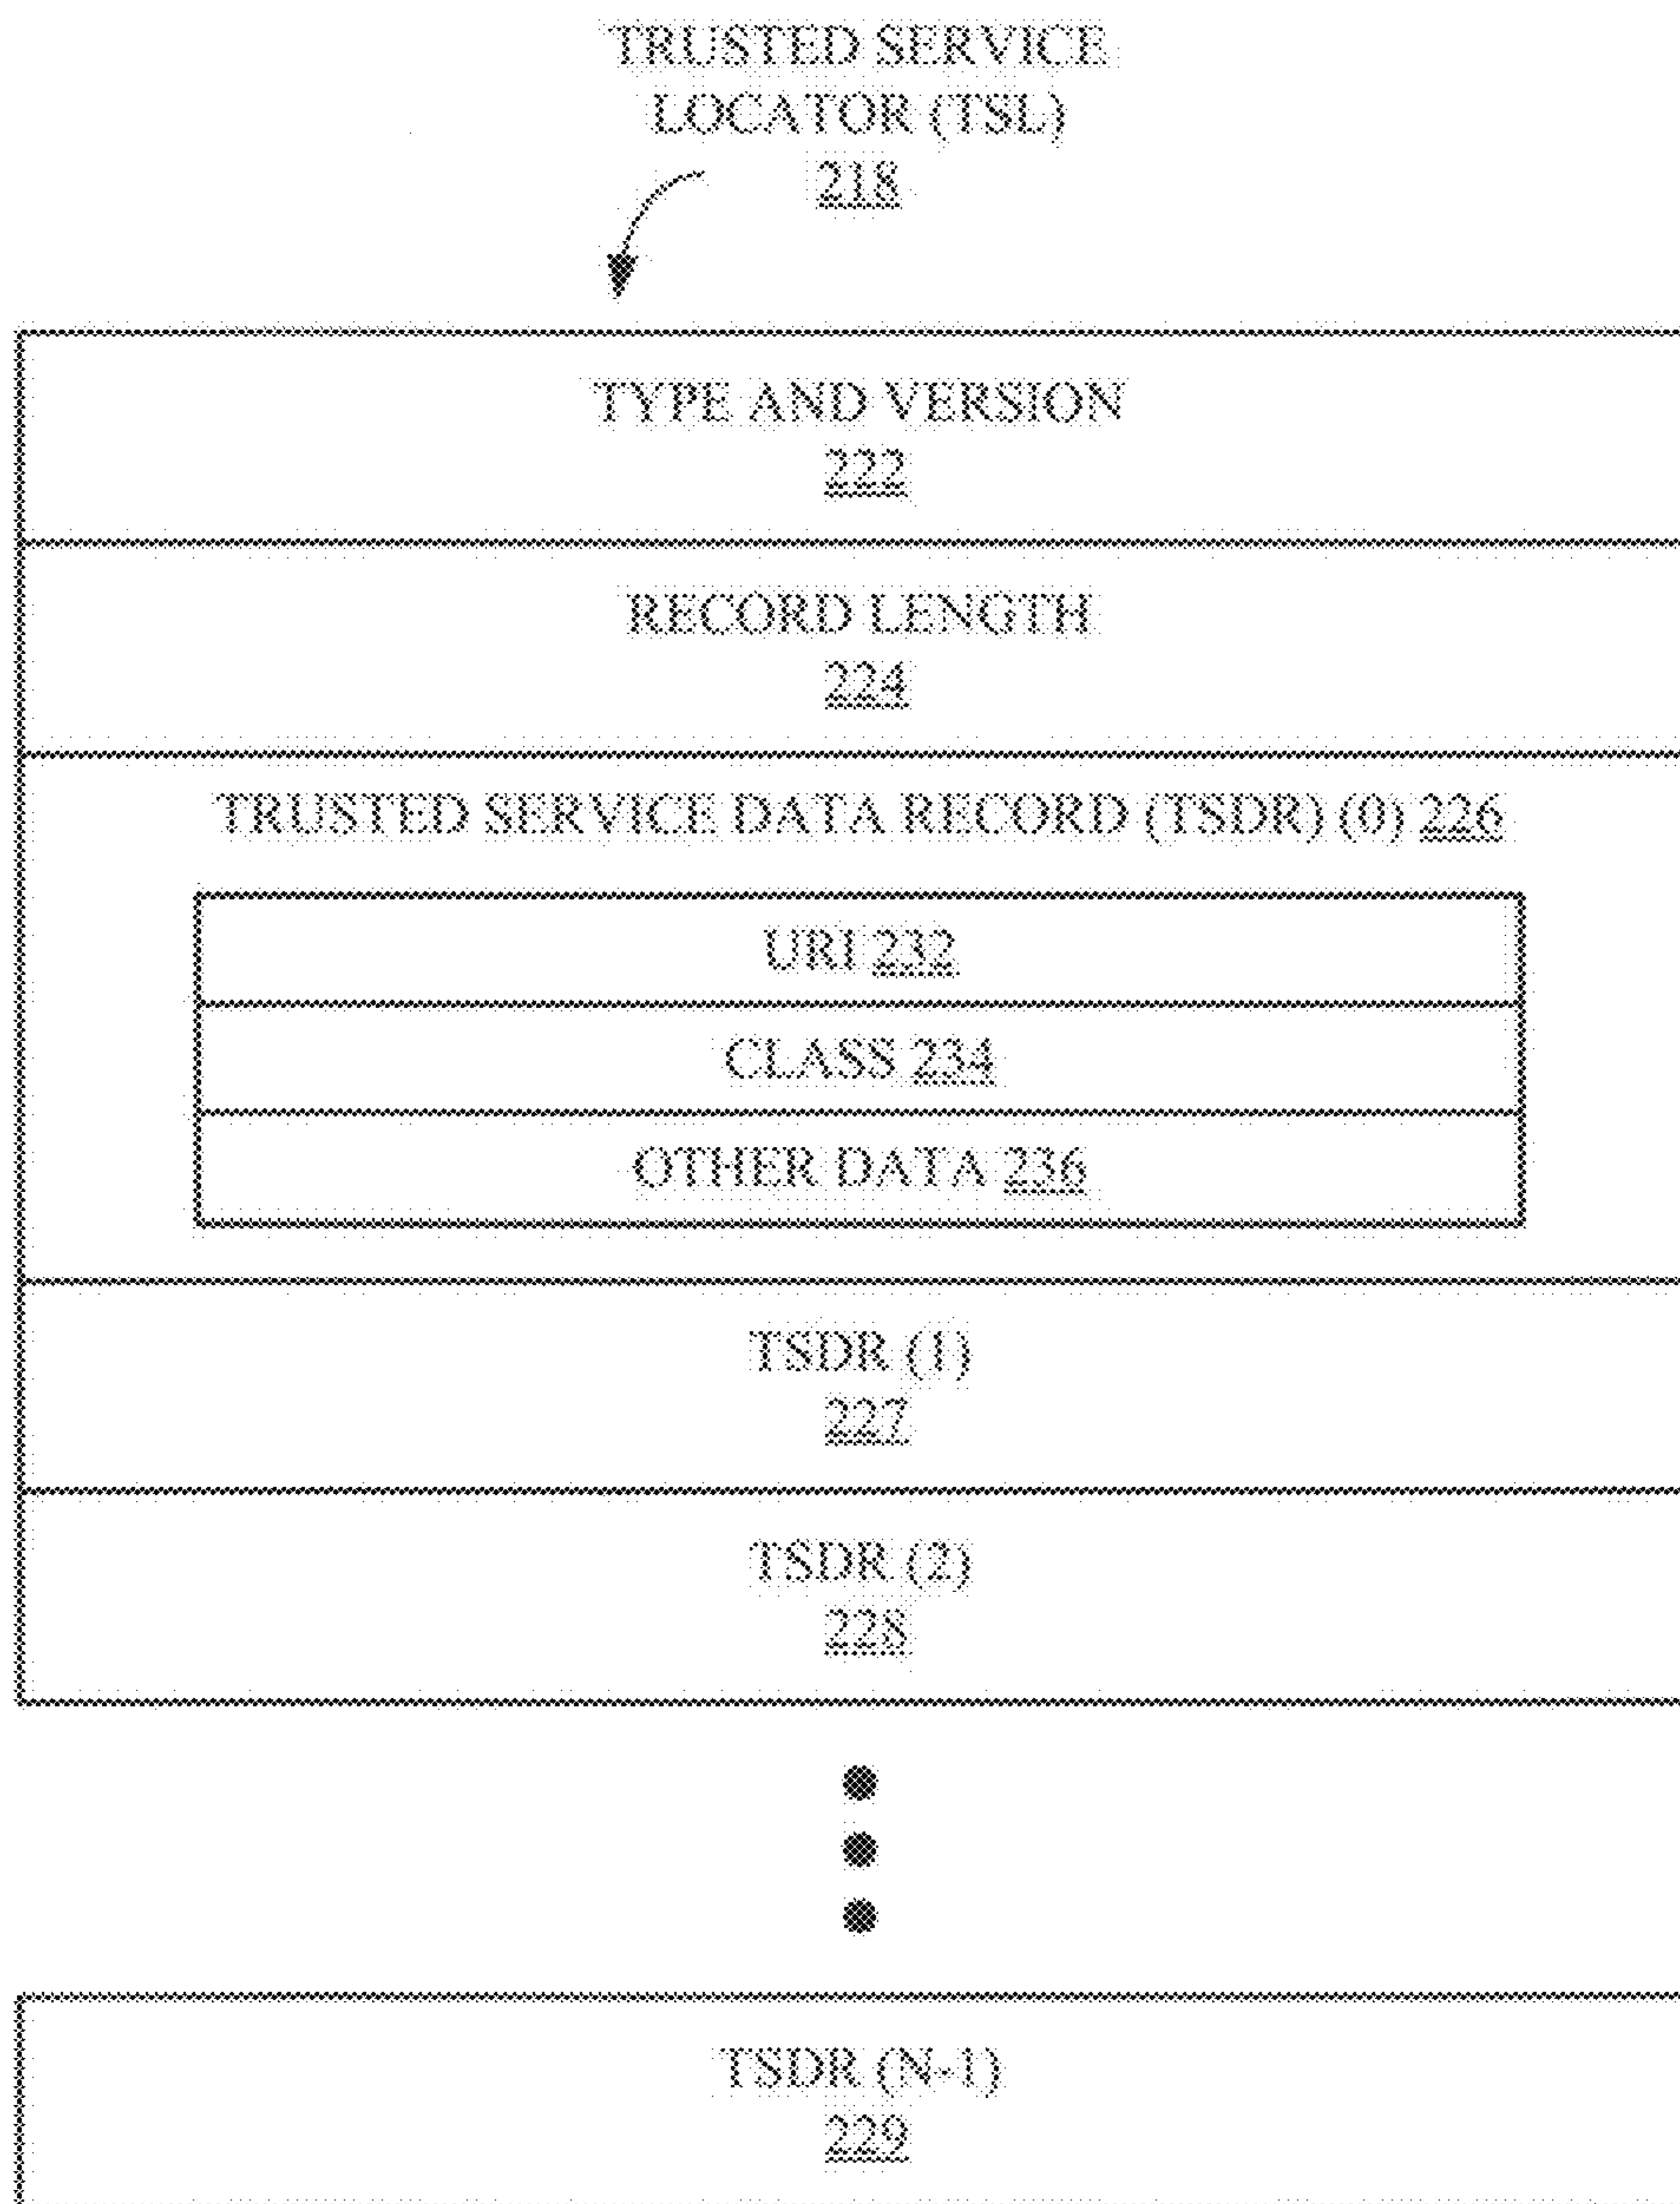 TRUSTED SERVICE
LOCATOR (TSL)
218
TYPE AND VERSION
222
RECORD LENGTH
224
TRUSTED SERVICE DATA RECORD (TSDR) (0) 226
URI 232
CLASS 234
OTHER DATA 236
TSDR (1)
227
TSDR (2)
228
TSDR (N-1)
229